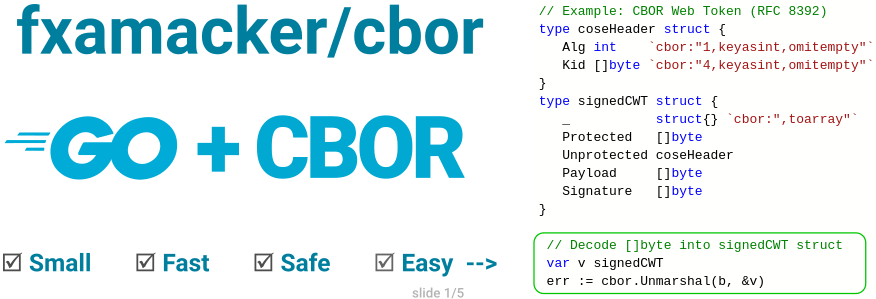 fxamacker/cbor
GO + CBOR
Small
Fast
Safe
Easy -->
slide 1/5
// Example: CBOR Web Token (RFC 8392)
type coseHeader struct {
   Alg int    `cbor:"1,keyasint,omitempty"`
   Kid []byte `cbor:"4,keyasint,omitempty"`
}
type signedCWT struct {
   _           struct{} `cbor:",toarray"`
   Protected   []byte
   Unprotected coseHeader
   Payload     []byte
   Signature   []byte
}
// Decode []byte into signedCWT struct
var v signedCWT
err := cbor.Unmarshal(b, &v)